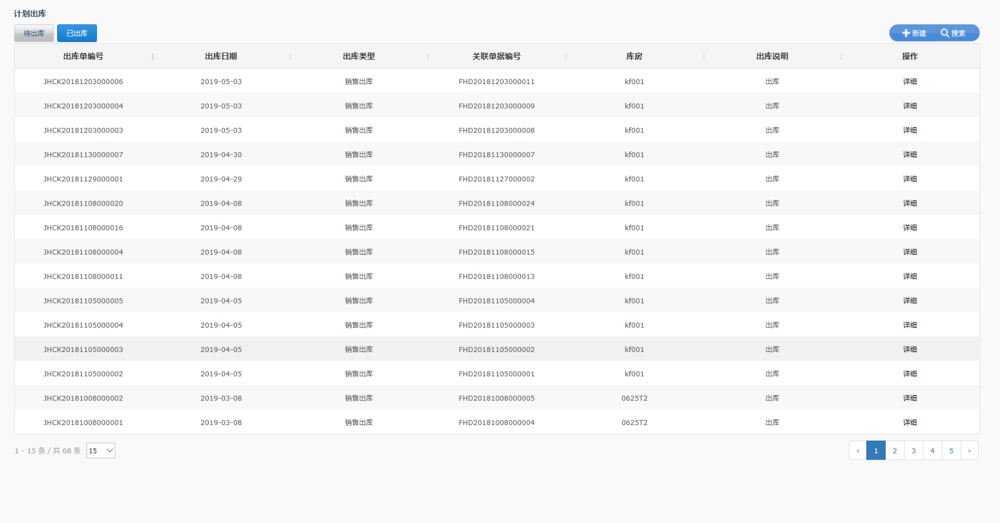 计划出库
待出库 已出库 新建 搜索
出库单编号 出库日期 出库类型 关联单据编号 库房 出库说明 操作
JHCK20181203000006 2019-05-03 销售出库 FHD20181203000011 kf001 出库 详细
JHCK20181203000004 2019-05-03 销售出库 FHD20181203000009 kf001 出库 详细
JHCK20181203000003 2019-05-03 销售出库 FHD20181203000008 kf001 出库 详细
JHCK20181130000007 2019-04-30 销售出库 FHD20181130000007 kf001 出库 详细
JHCK20181129000001 2019-04-29 销售出库 FHD20181127000002 kf001 出库 详细
JHCK20181108000020 2019-04-08 销售出库 FHD20181108000024 kf001 出库 详细
JHCK20181108000016 2019-04-08 销售出库 FHD20181108000021 kf001 出库 详细
JHCK20181108000004 2019-04-08 销售出库 FHD20181108000015 kf001 出库 详细
JHCK20181108000011 2019-04-08 销售出库 FHD20181108000013 kf001 出库 详细
JHCK20181105000005 2019-04-05 销售出库 FHD20181105000004 kf001 出库 详细
JHCK20181105000004 2019-04-05 销售出库 FHD20181105000003 kf001 出库 详细
JHCK20181105000003 2019-04-05 销售出库 FHD20181105000002 kf001 出库 详细
JHCK20181105000002 2019-04-05 销售出库 FHD20181105000001 kf001 出库 详细
JHCK20181008000002 2019-03-08 销售出库 FHD20181008000005 0625T2 出库 详细
JHCK20181008000001 2019-03-08 销售出库 FHD20181008000004 0625T2 出库 详细
1 - 15 条 / 共 68 条 15 ‹ 1 2 3 4 5 ›